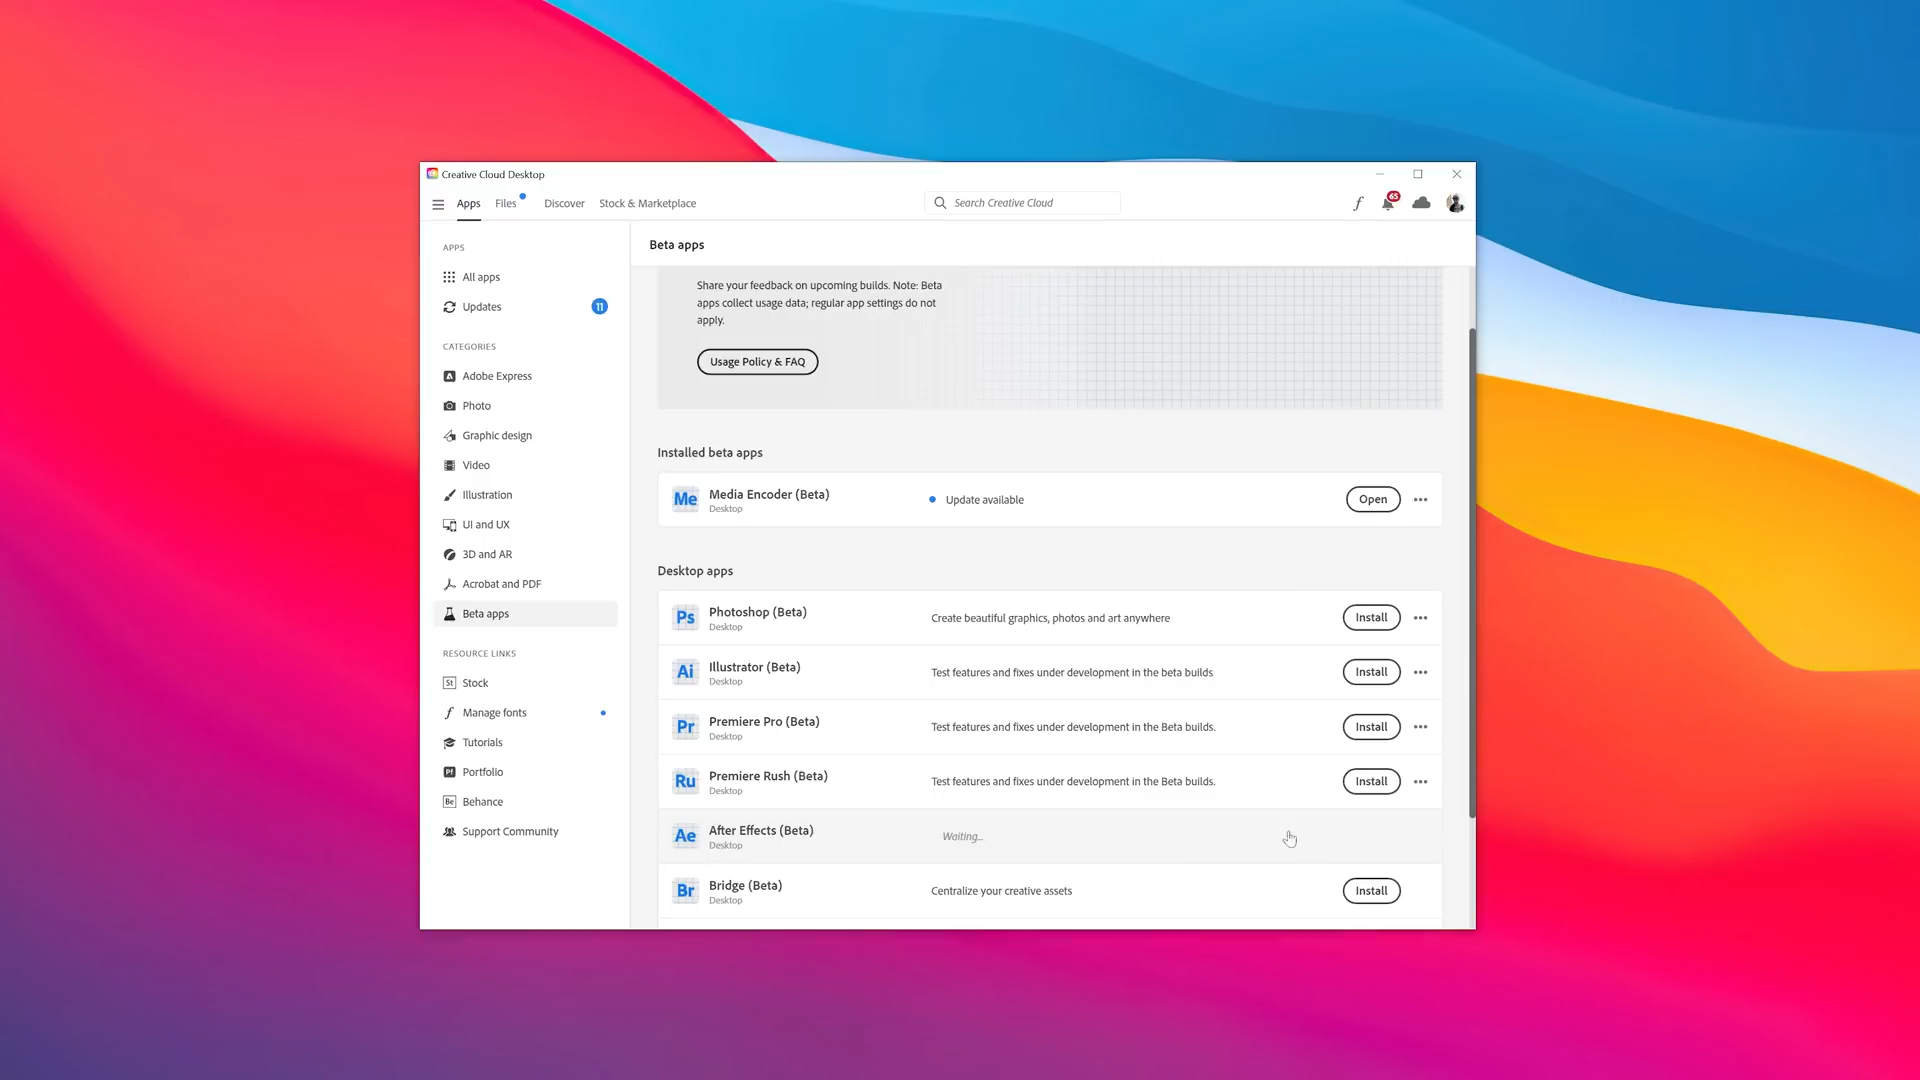 Creative Cloud Desktop
Apps
Files
Discover
Stock & Marketplace
Search Creative Cloud
65
APPS
All apps
Updates
11
CATEGORIES
Adobe Express
Photo
Graphic design
Video
Illustration
UI and UX
3D and AR
Acrobat and PDF
Beta apps
RESOURCE LINKS
St Stock
Manage fonts
Tutorials
Pf Portfolio
Be Behance
Support Community
Beta apps
Share your feedback on upcoming builds. Note: Beta
apps collect usage data; regular app settings do not
apply.
Usage Policy & FAQ
Installed beta apps
Me
Media Encoder (Beta)
Desktop
Update available
Open
Desktop apps
Ps
Photoshop (Beta)
Desktop
Create beautiful graphics, photos and art anywhere
Install
Ai
Illustrator (Beta)
Desktop
Test features and fixes under development in the beta builds
Install
Pr
Premiere Pro (Beta)
Desktop
Test features and fixes under development in the Beta builds.
Install
Ru
Premiere Rush (Beta)
Desktop
Test features and fixes under development in the Beta builds.
Install
Ae
After Effects (Beta)
Desktop
Waiting...
Br
Bridge (Beta)
Desktop
Centralize your creative assets
Install